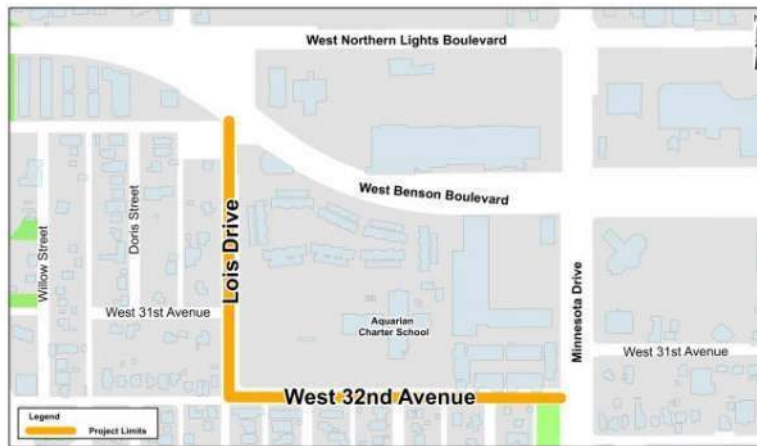 West Northern Lights Boulevard
West Benson Boulevard
Willow Street
Doris Street
Lois Drive
Minnesota Drive
West 31st Avenue
Aquarian
Charter School
West 31st Avenue
West 32nd Avenue
Legend
Project Limits